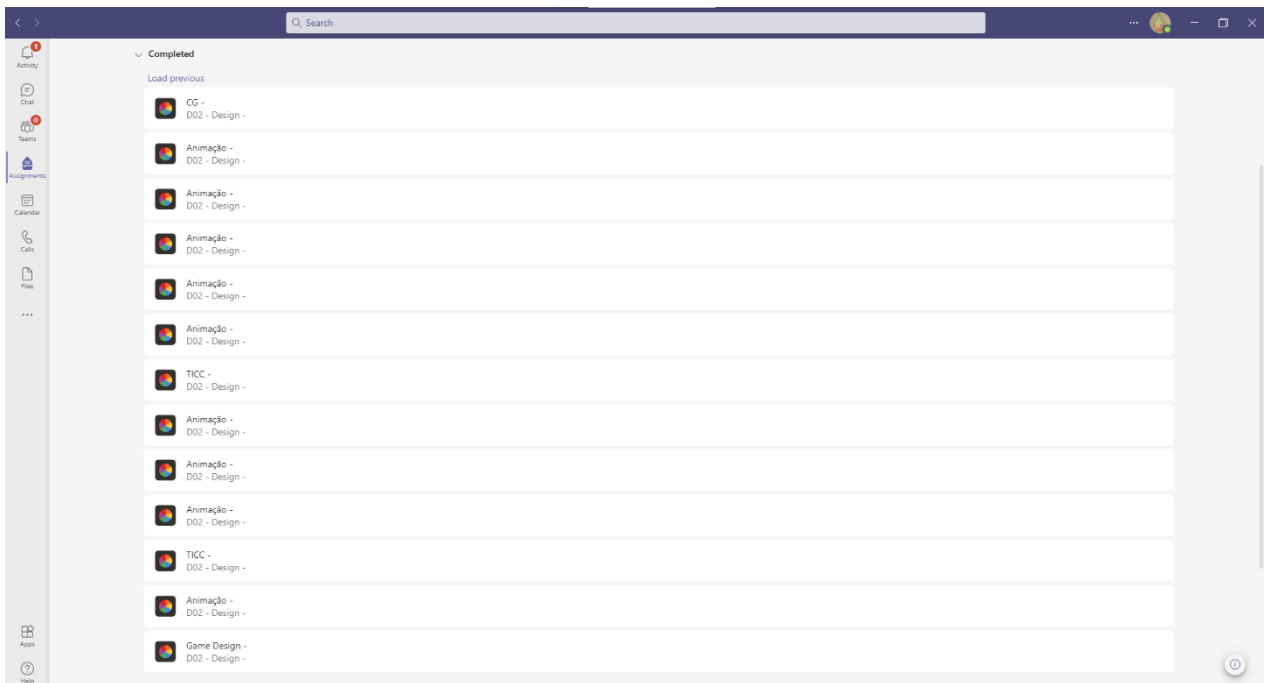 Search
1
Activity
Chat
Teams
Assignments
Calendar
Calls
Files
Apps
Help
Completed
Load previous
CG -
D02 - Design -
Animação -
D02 - Design -
Animação -
D02 - Design -
Animação -
D02 - Design -
Animação -
D02 - Design -
Animação -
D02 - Design -
TICC -
D02 - Design -
Animação -
D02 - Design -
Animação -
D02 - Design -
Animação -
D02 - Design -
TICC -
D02 - Design -
Animação -
D02 - Design -
Game Design -
D02 - Design -